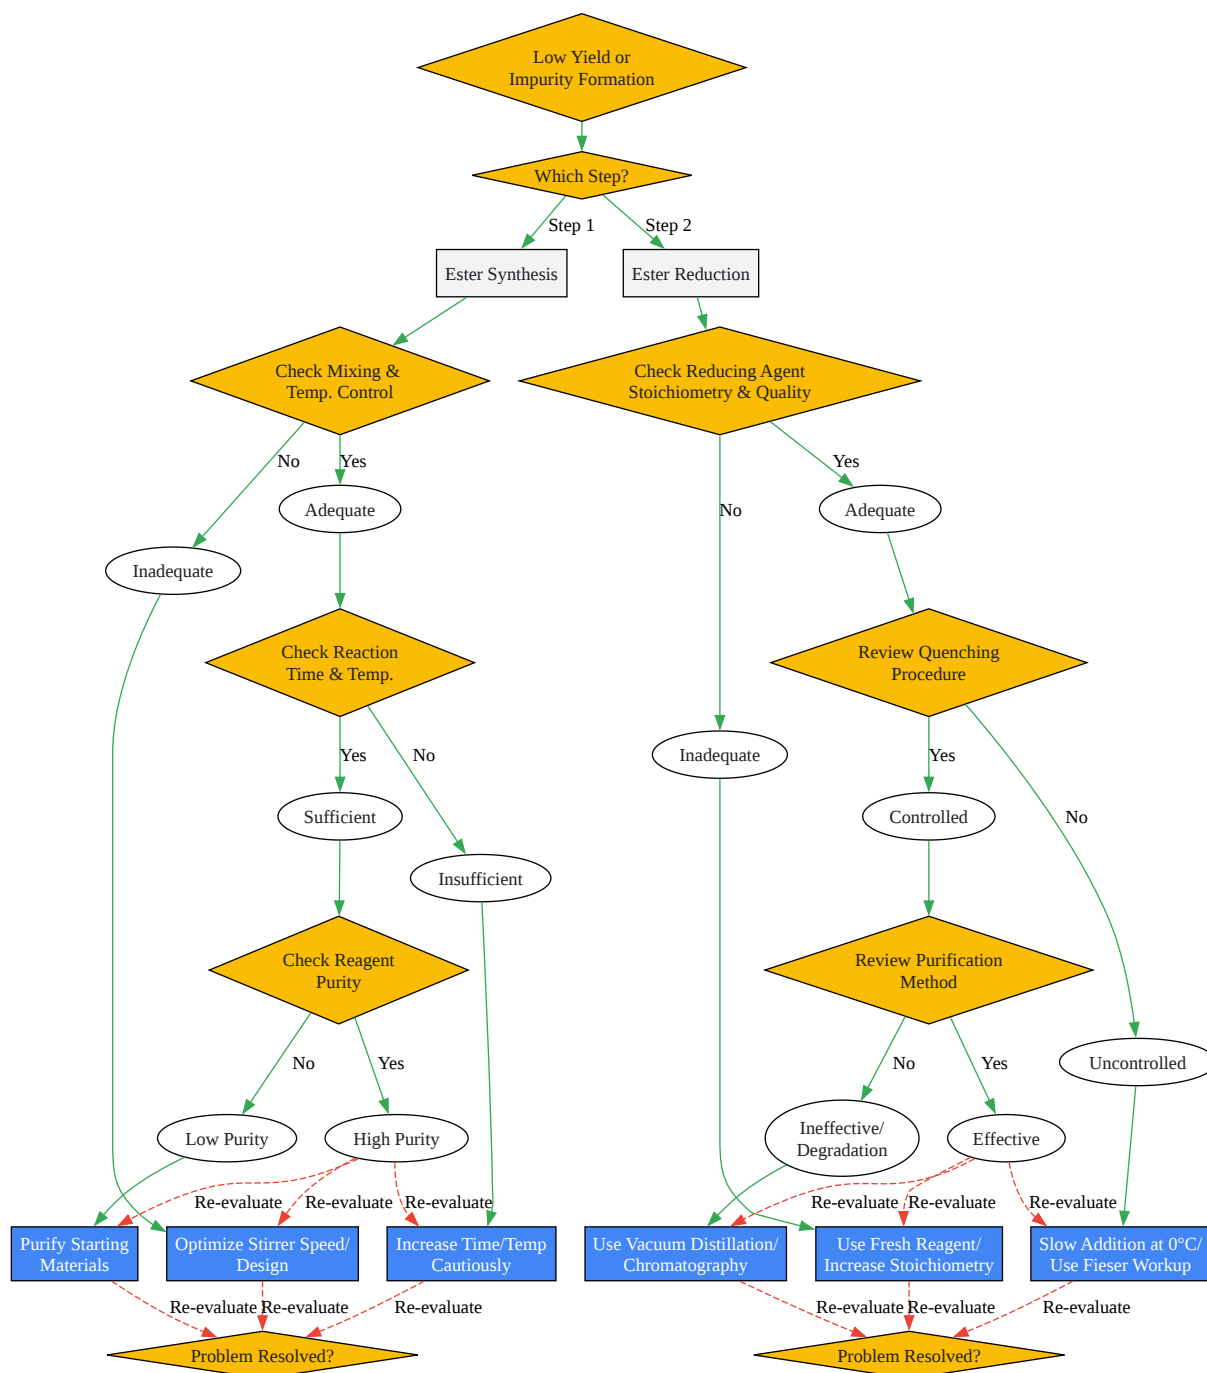 Low Yield or
Impurity Formation
Which Step?
Step 1
Step 2
Ester Synthesis
Ester Reduction
Check Mixing &
Temp. Control
Check Reducing Agent
Stoichiometry & Quality
No
Yes
Yes
Adequate
No
Adequate
Inadequate
Check Reaction
Time & Temp.
Review Quenching
Procedure
Yes
No
Inadequate
Yes
Sufficient
Controlled
No
Insufficient
Check Reagent
Purity
Review Purification
Method
No
Yes
No
Yes
Uncontrolled
Low Purity
High Purity
Ineffective/
Degradation
Effective
Re-evaluate
Re-evaluate
Re-evaluate
Re-evaluate
Re-evaluate
Re-evaluate
Purify Starting
Materials
Optimize Stirrer Speed/
Design
Increase Time/Temp
Cautiously
Use Vacuum Distillation/
Chromatography
Use Fresh Reagent/
Increase Stoichiometry
Slow Addition at 0°C/
Use Fieser Workup
Re-evaluate
Re-evaluate
Re-evaluate
Re-evaluate
Re-evaluate
Re-evaluate
Problem Resolved?
Problem Resolved?